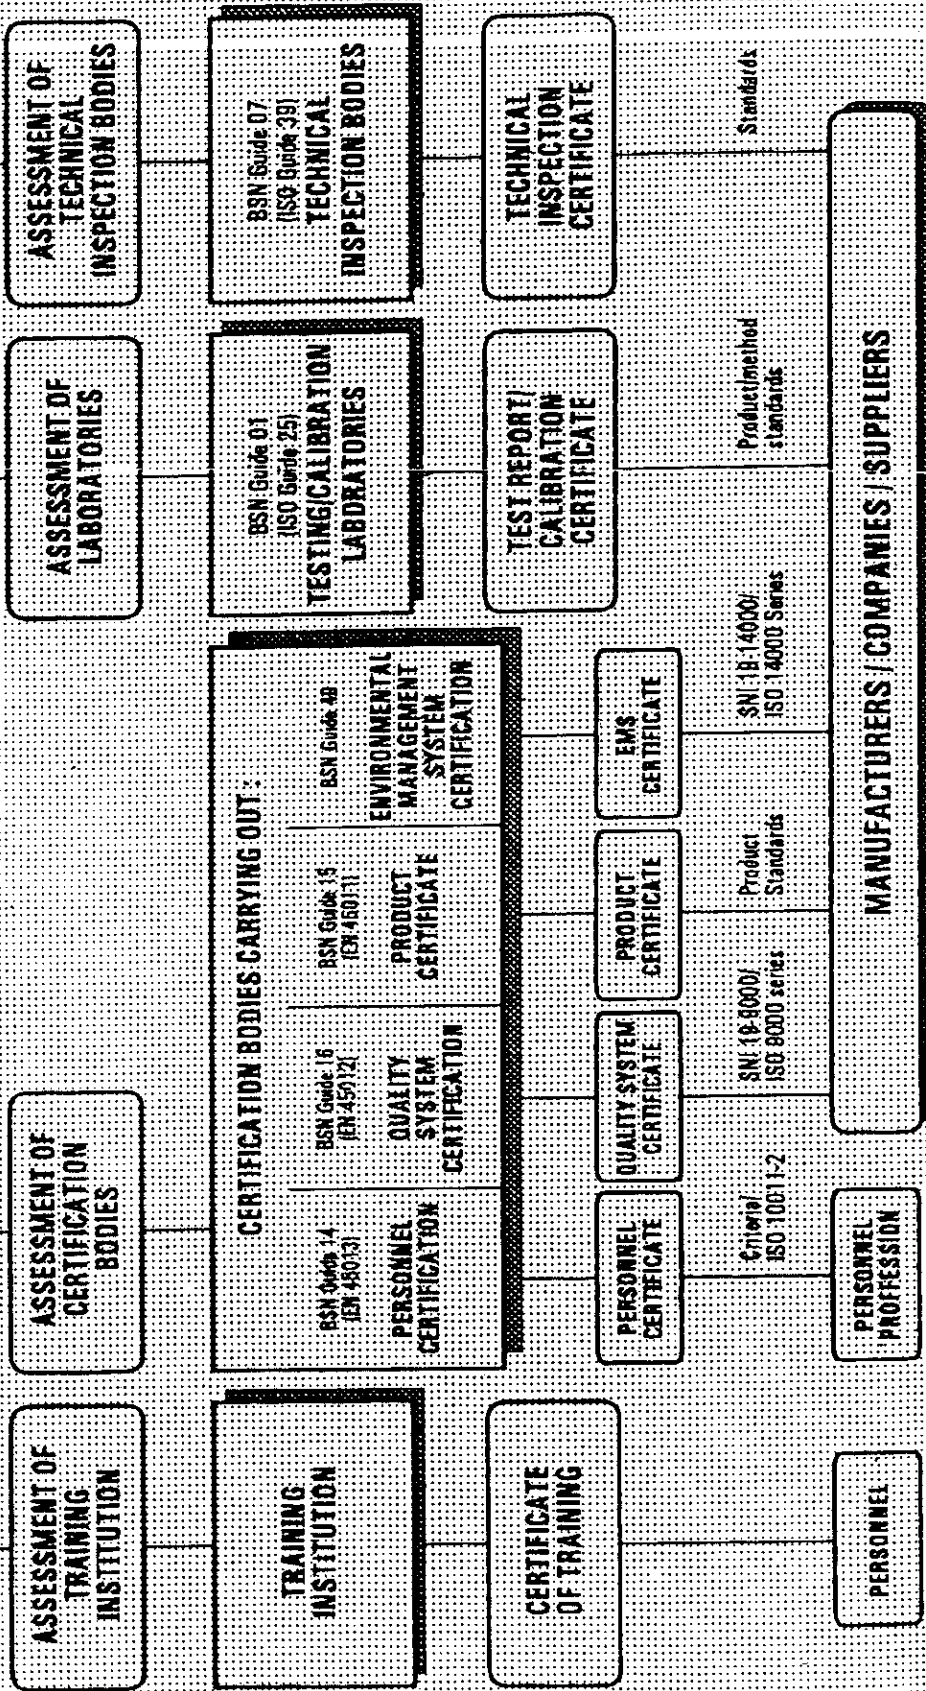 ASSESSMENT OF
TRAINING
INSTITUTION
ASSESSMENT OF
CERTIFICATION
BODIES
ASSESSMENT OF
LABORATORIES
ASSESSMENT OF
TECHNICAL
INSPECTION BODIES
TRAINING
INSTITUTION
CERTIFICATION BODIES CARRYING OUT:
BSN Guide 14
(EN 45013)
PERSONNEL
CERTIFICATION
BSN Guide 16
(EN 45012)
QUALITY
SYSTEM
CERTIFICATION
BSN Guide 15
(EN 45011)
PRODUCT
CERTIFICATE
BSN Guide
ENVIRONMENTAL
MANAGEMENT
SYSTEM
CERTIFICATION
BSN Guide 01
(ISO Guide 25)
TESTING/CALIBRATION
LABORATORIES
BSN Guide 07
(ISO Guide 39)
TECHNICAL
INSPECTION BODIES
CERTIFICATE
OF TRAINING
PERSONNEL
CERTIFICATE
QUALITY SYSTEM
CERTIFICATE
PRODUCT
CERTIFICATE
EMS
CERTIFICATE
TEST REPORT/
CALIBRATION
CERTIFICATE
TECHNICAL
INSPECTION
CERTIFICATE
Criteria/
ISO 10011-2
SNI 19-9000/
ISO 9000 series
Product
Standards
SNI 19-14000/
ISO 14000 Series
Product/method
standards
Standards
PERSONNEL
PERSONNEL
PROFFESSION
MANUFACTURERS / COMPANIES / SUPPLIERS